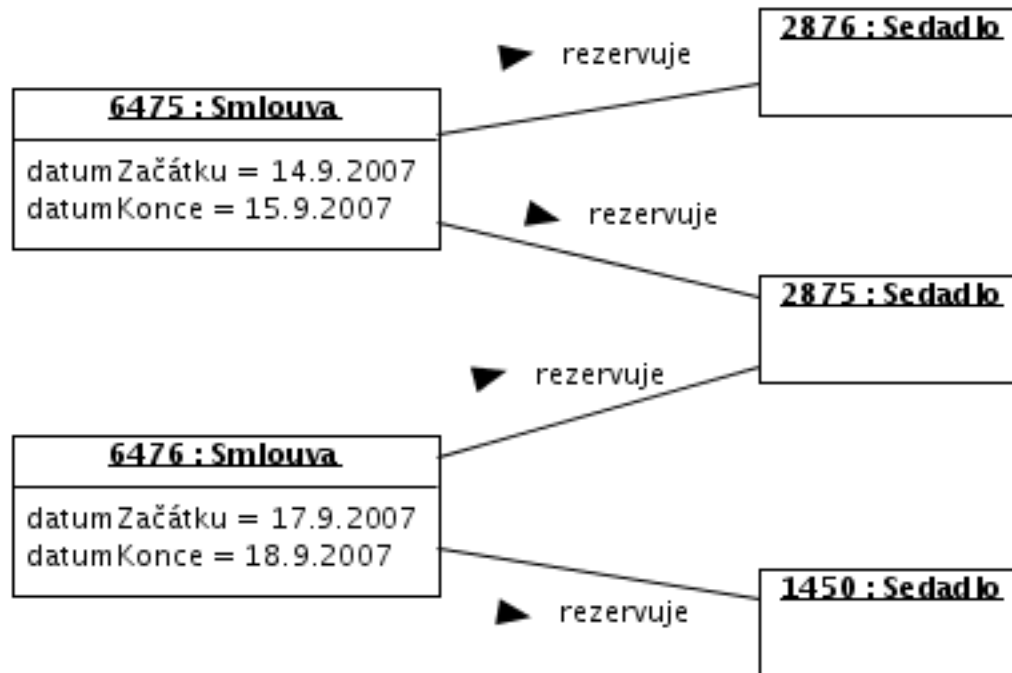 2876 : Sedadlo
rezervuje
6475 : Smlouva
datumZačátku = 14.9.2007
datumKonce = 15.9.2007
rezervuje
2875 : Sedadlo
rezervuje
6476 : Smlouva
datumZačátku = 17.9.2007
datumKonce = 18.9.2007
1450 : Sedadlo
rezervuje